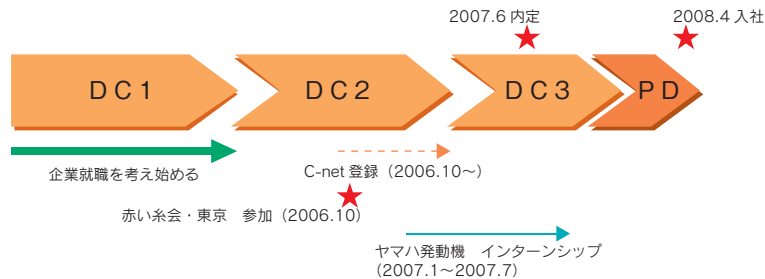 2007.6 内定
2008.4 入社
DC1
DC2
DC3
PD
企業就職を考え始める
C-net 登録（2006.10～）
赤い糸会・東京　参加（2006.10）
ヤマハ発動機　インターンシップ
（2007.1～2007.7）